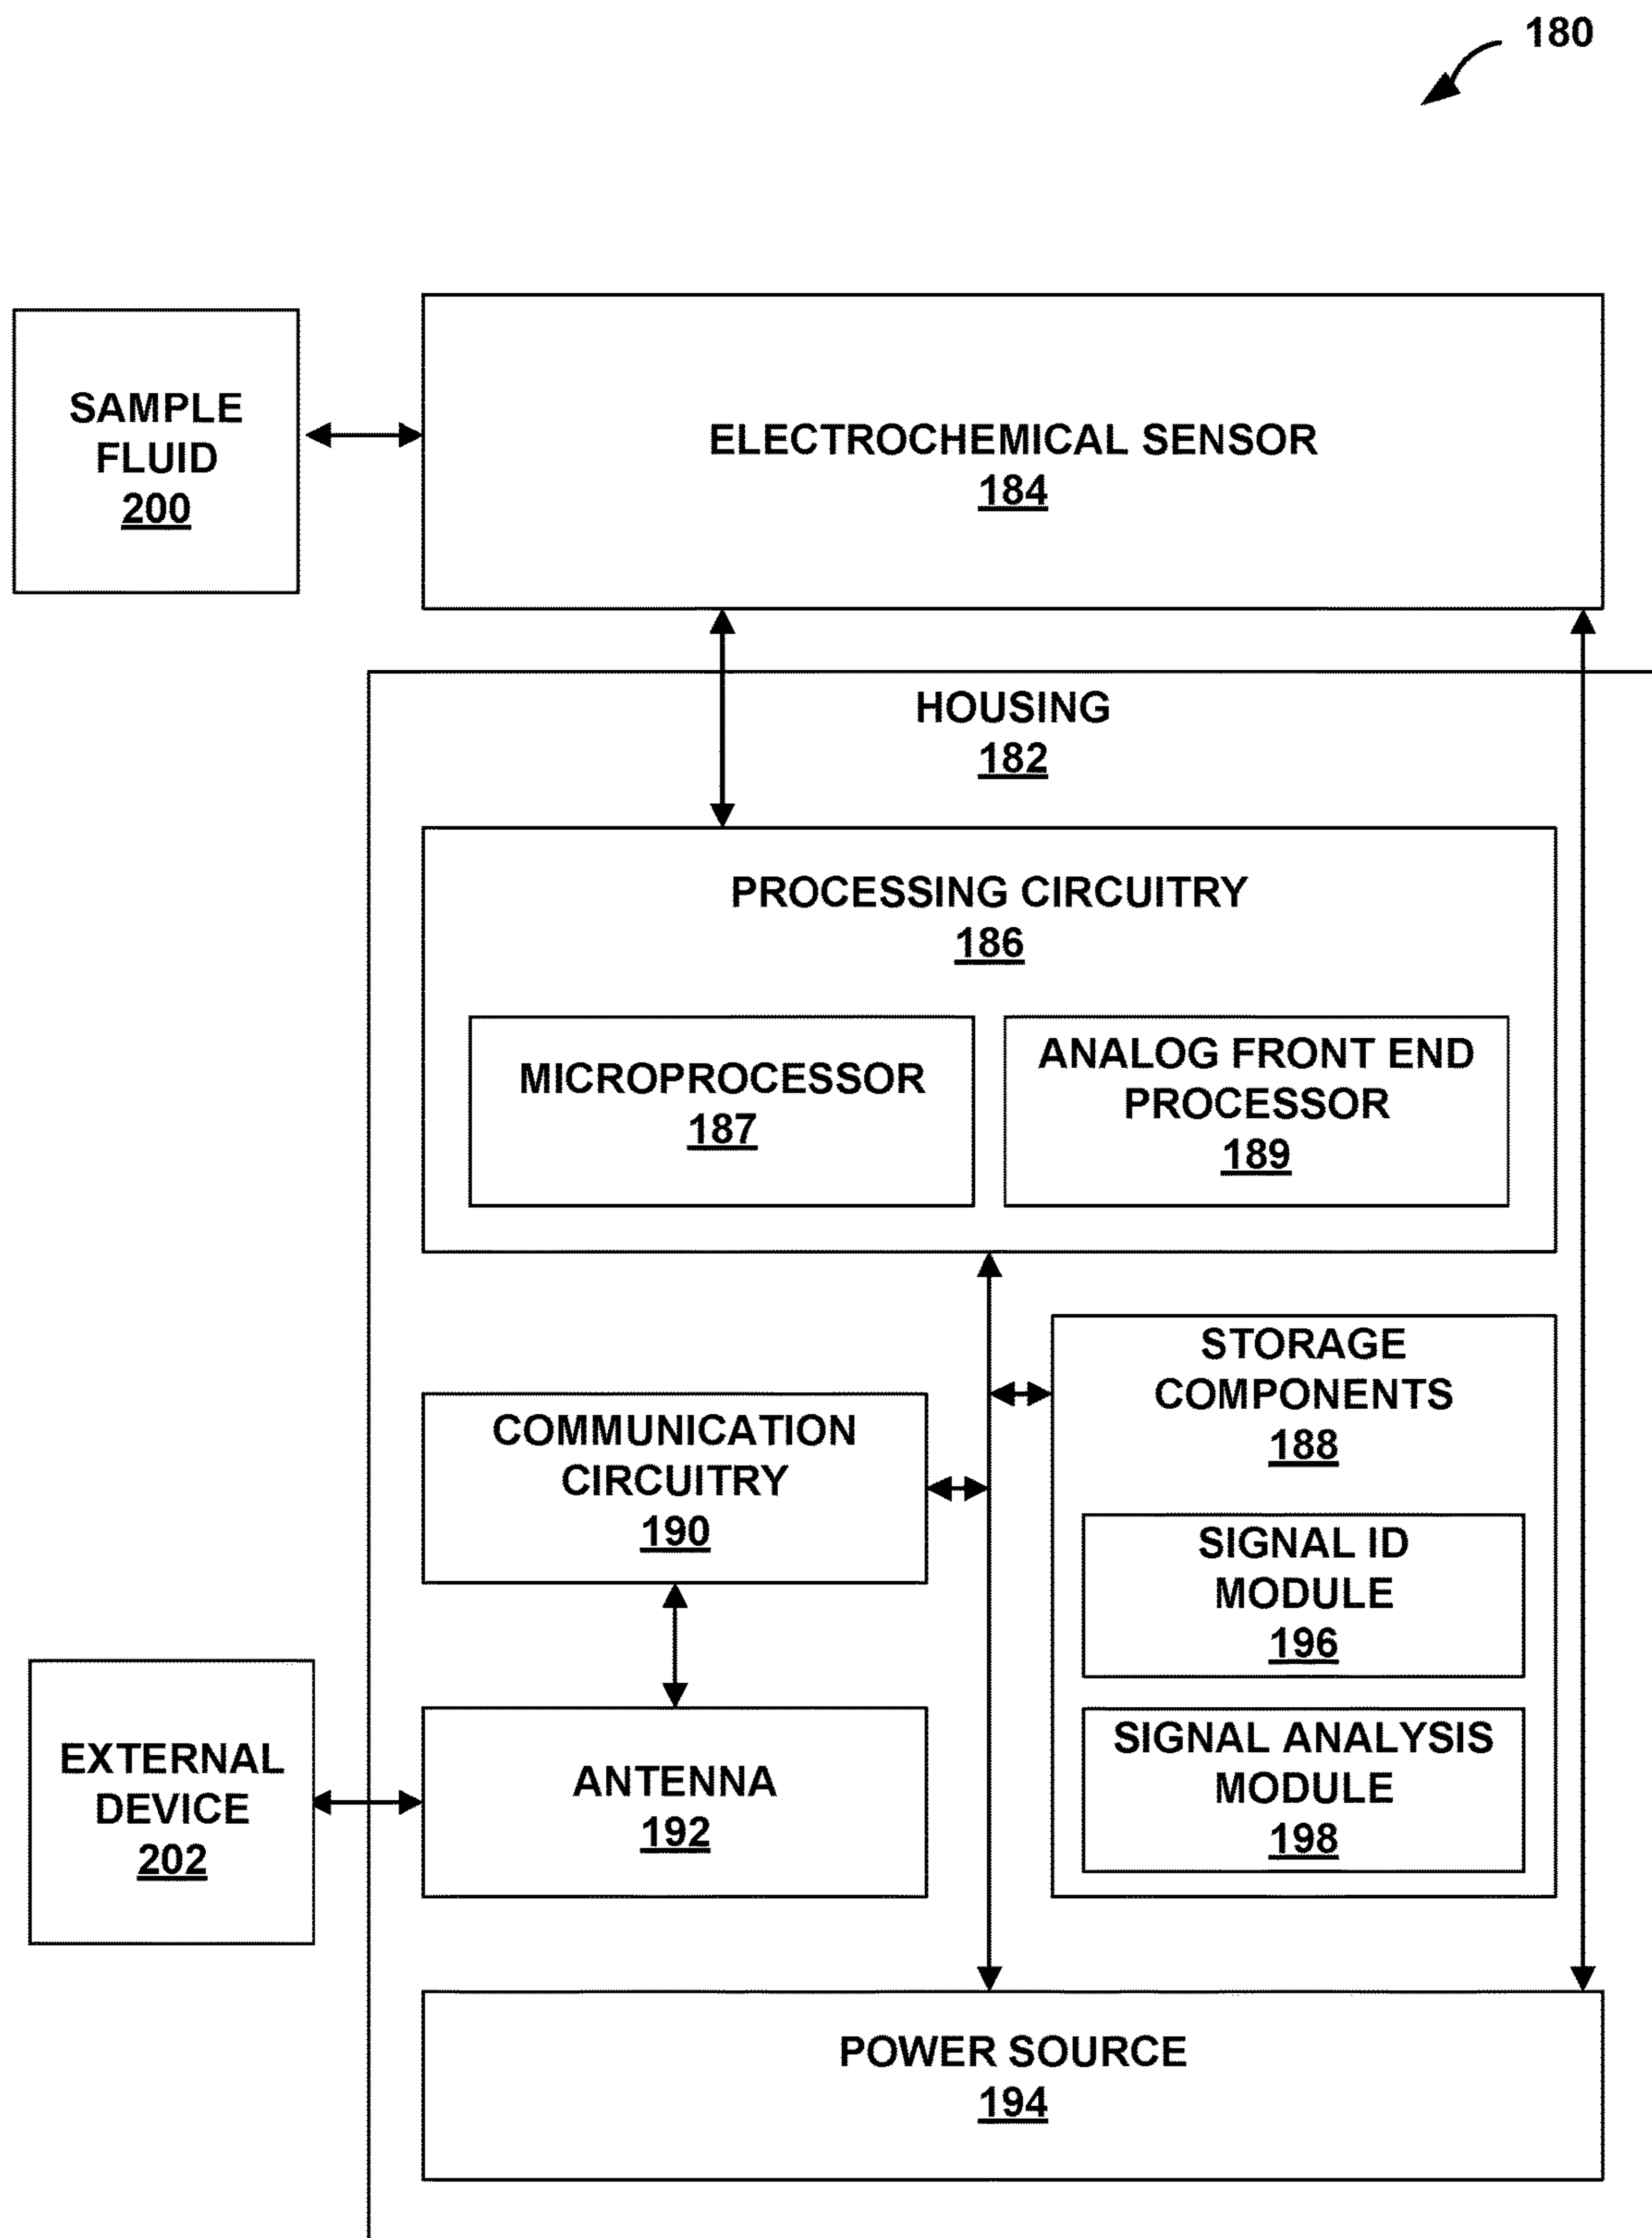 180
SAMPLE
FLUID
200
ELECTROCHEMICAL SENSOR
184
HOUSING
182
PROCESSING CIRCUITRY
186
MICROPROCESSOR
187
ANALOG FRONT END
PROCESSOR
189
STORAGE
COMPONENTS
188
COMMUNICATION
CIRCUITRY
190
SIGNAL ID
MODULE
196
SIGNAL ANALYSIS
MODULE
198
EXTERNAL
DEVICE
202
ANTENNA
192
POWER SOURCE
194